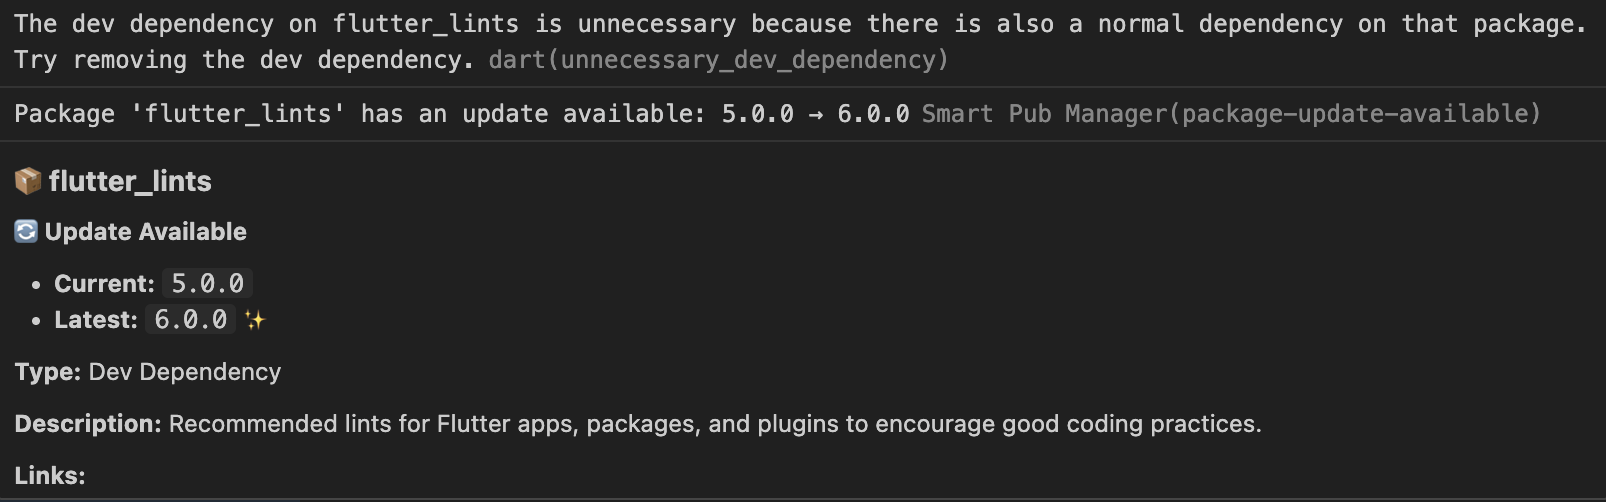 The dev dependency on flutter_lints is unnecessary because there is also a normal dependency on that package.
Try removing the dev dependency. dart(unnecessary_dev_dependency)
Package 'flutter_lints' has an update available: 5.0.0 → 6.0.0 Smart Pub Manager(package-update-available)
📦 flutter_lints
🔄 Update Available
• Current: 5.0.0
• Latest: 6.0.0 ✨
Type: Dev Dependency
Description: Recommended lints for Flutter apps, packages, and plugins to encourage good coding practices.
Links: